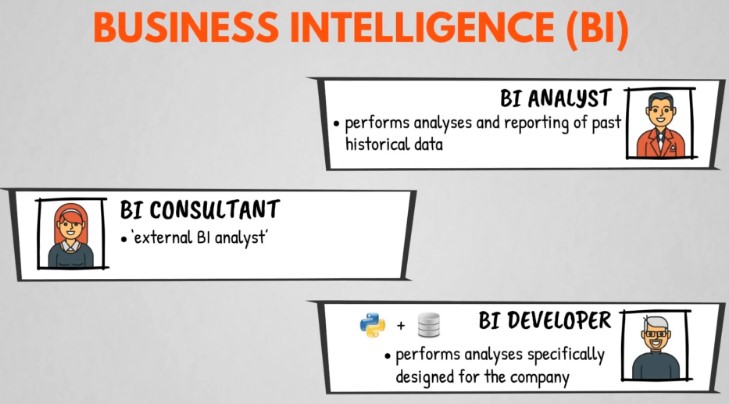 BUSINESS INTELLIGENCE (BI)
BI ANALYST
• performs analyses and reporting of past
historical data
BI CONSULTANT
• 'external BI analyst'
+ BI DEVELOPER
• performs analyses specifically
designed for the company